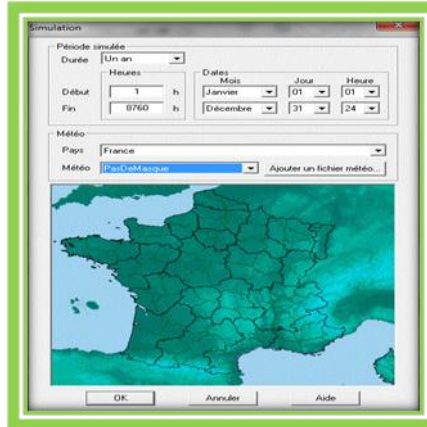 Simulation
Période simulée
Durée Un an
Heures Dates
Mois Jour Heure
Début 1 h Janvier 01 01
Fin 8760 h Décembre 31 24
Météo
Pays France
Météo PasDeMasque Ajouter un fichier météo...
OK Annuler Aide